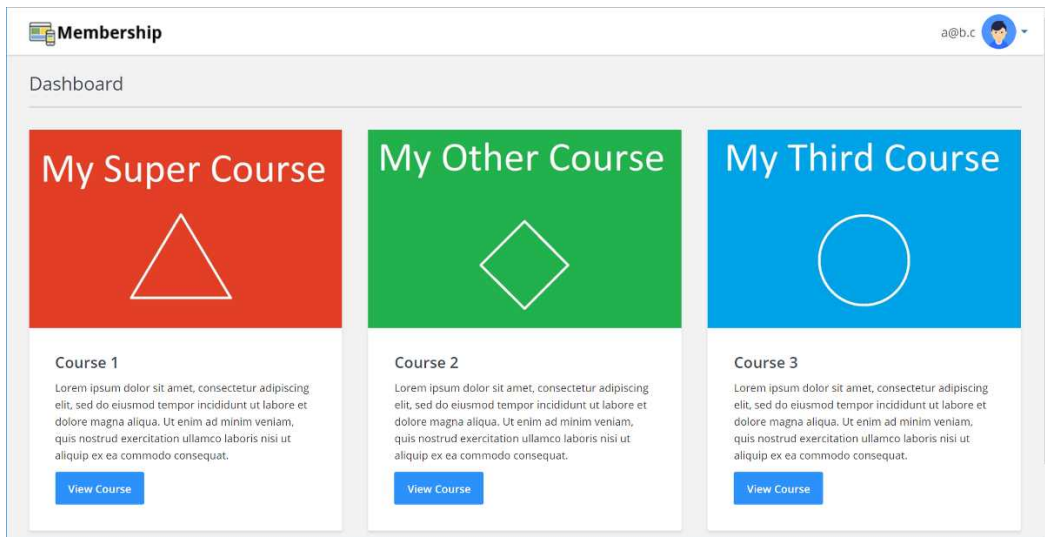 Membership
a@b.c
Dashboard
My Super Course
My Other Course
My Third Course
Course 1
Lorem ipsum dolor sit amet, consectetur adipiscing
elit, sed do eiusmod tempor incididunt ut labore et
dolore magna aliqua. Ut enim ad minim veniam,
quis nostrud exercitation ullamco laboris nisi ut
aliquip ex ea commodo consequat.
View Course
Course 2
Lorem ipsum dolor sit amet, consectetur adipiscing
elit, sed do eiusmod tempor incididunt ut labore et
dolore magna aliqua. Ut enim ad minim veniam,
quis nostrud exercitation ullamco laboris nisi ut
aliquip ex ea commodo consequat.
View Course
Course 3
Lorem ipsum dolor sit amet, consectetur adipiscing
elit, sed do eiusmod tempor incididunt ut labore et
dolore magna aliqua. Ut enim ad minim veniam,
quis nostrud exercitation ullamco laboris nisi ut
aliquip ex ea commodo consequat.
View Course